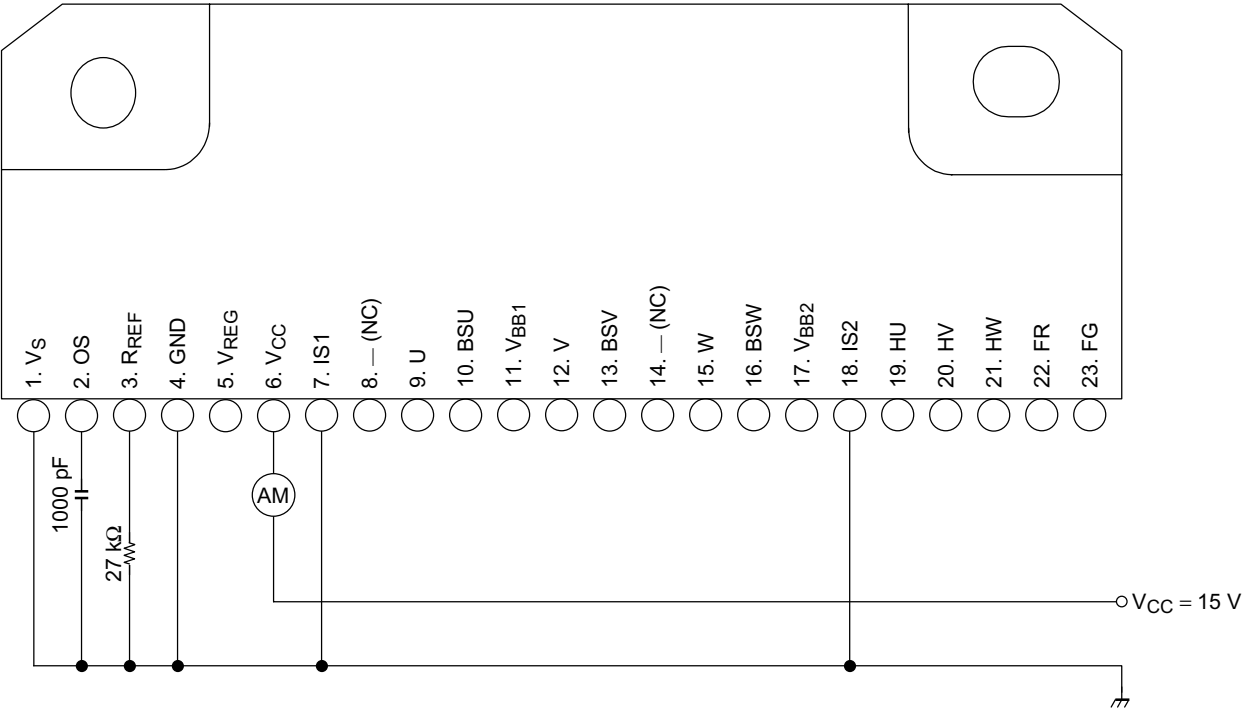 1. VS
2. OS
3. RREF
4. GND
5. VREG
6. VCC
7. IS1
8. — (NC)
9. U
10. BSU
11. VBB1
12. V
13. BSV
14. — (NC)
15. W
16. BSW
17. VBB2
18. IS2
19. HU
20. HV
21. HW
22. FR
23. FG
1000 pF
27 kΩ
AM
VCC = 15 V